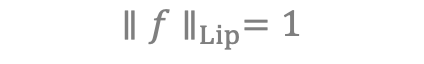 ‖ 𝑓 ‖Lip= 1